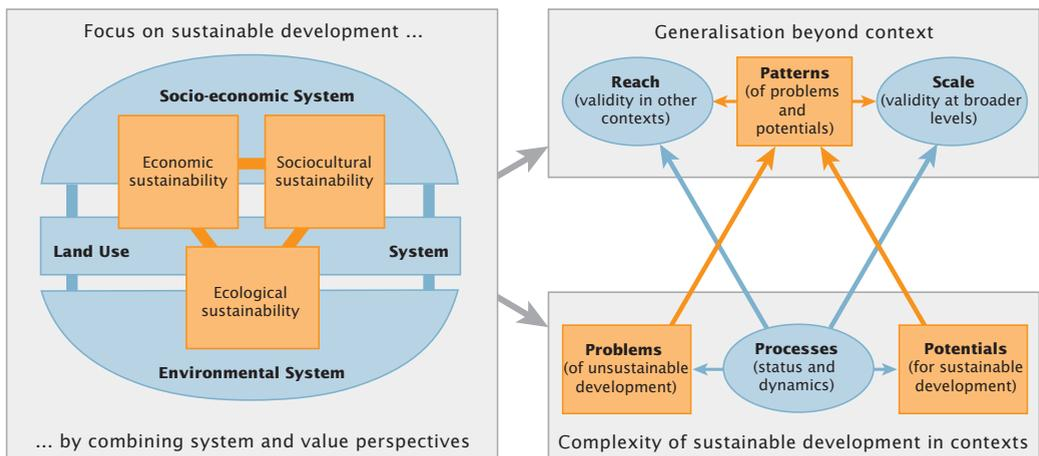 Focus on sustainable development ...
Socio-economic System
Economic
sustainability
Sociocultural
sustainability
Land Use
System
Ecological
sustainability
Environmental System
... by combining system and value perspectives
Generalisation beyond context
Reach
(validity in other
contexts)
Patterns
(of problems
and
potentials)
Scale
(validity at broader
levels)
Problems
(of unsustainable
development)
Processes
(status and
dynamics)
Potentials
(for sustainable
development)
Complexity of sustainable development in contexts